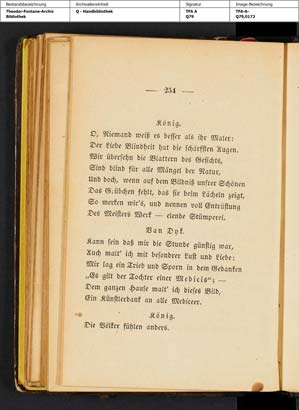 Bestandsbezeichnung Archivalieneinheit Signatur Image-Bezeichnung
Theodor-Fontane-Archiv Bibliothek Q - Handbibliothek TFA A Q79 TFA-A-Q79,0172
— 254 —
König.
O, Niemand weiß es besser als ihr Maler:
Der Liebe Blindheit hat die schärfsten Augen.
Wir übersehn die Blattern des Gesichts,
Sind blind für alle Mängel der Natur,
Und doch, wenn auf dem Bildniß unsrer Schönen
Das Grübchen fehlt, das sie beim Lächeln zeigt,
So merken wir's, und nennen voll Entrüstung
Des Meisters Werk — elende Stümperei.
Van Dyk.
Kann sein daß mir die Stunde günstig war,
Auch malt' ich mit besondrer Lust und Liebe:
Mir lag ein Trieb und Sporn in dem Gedanken
„Es gilt der Tochter einer Medicis"; —
Dem ganzen Hause malt' ich dieses Bild,
Ein Künstlerdank an alle Mediceer.
König.
Die Völker fühlen anders.